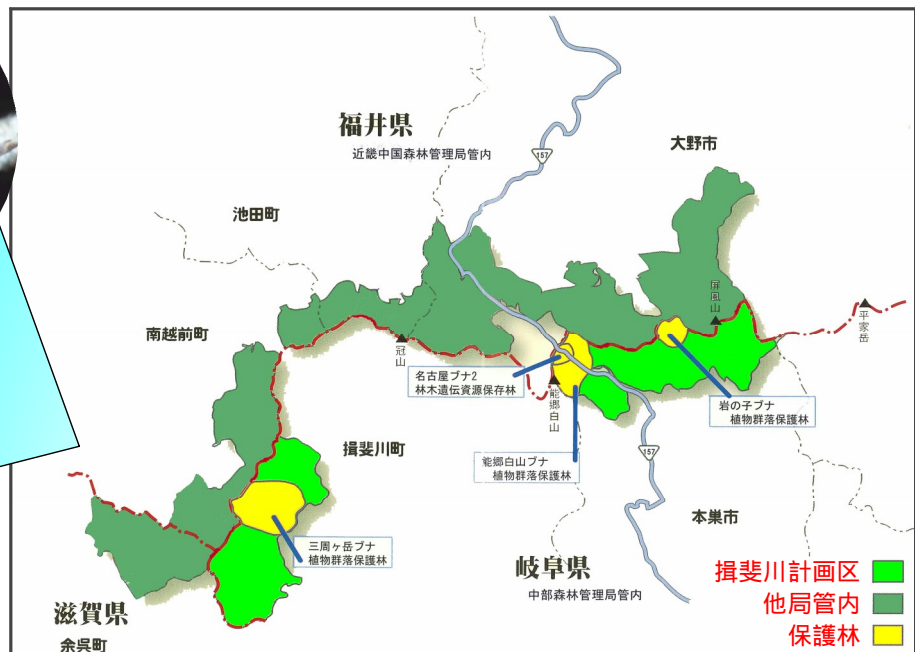 福井県
近畿中国森林管理局管内
157
大野市
池田町
南越前町
屏風山
平家岳
冠山
名古屋ブナ2
林木遺伝資源保存林
能郷白山
岩の子ブナ
植物群落保護林
能郷白山ブナ
植物群落保護林
揖斐川町
157
本巣市
三周ヶ岳ブナ
植物群落保護林
岐阜県
中部森林管理局管内
滋賀県
余呉町
揖斐川計画区
他局管内
保護林